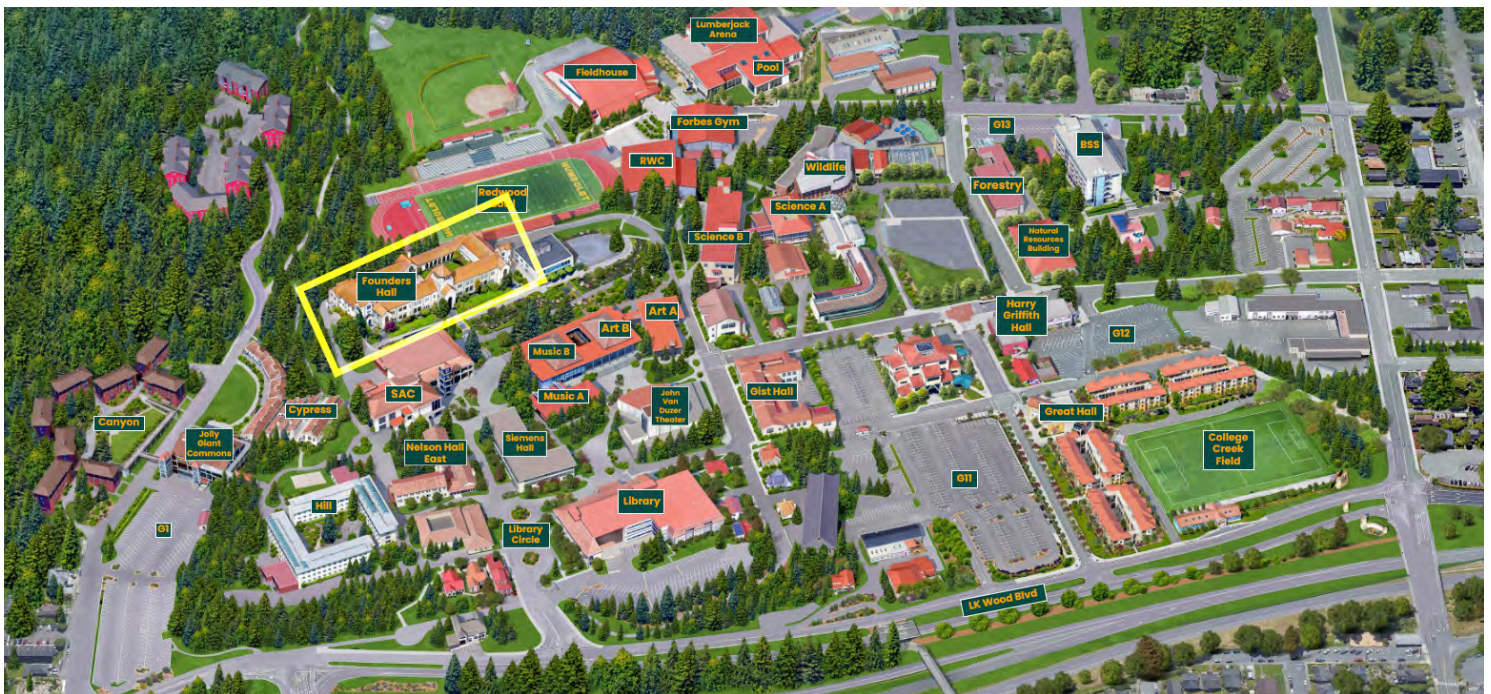 Lumberjack
Arena
Pool
Fieldhouse
Forbes Gym
G13
BSS
RWC
Wildlife
Redwood
Forestry
Science A
Science B
Natural
Resources
Building
Founders
Hall
Art A
Art B
Harry
Griffith
Hall
G12
Music B
Music A
SAC
John
Van
Duzer
Theater
Gist Hall
Great Hall
Cypress
Canyon
Jolly
Giant
Commons
Nelson Hall
East
Siemens
Hall
College
Creek
Field
G11
Library
Hill
G1
Library
Circle
LK Wood Blvd